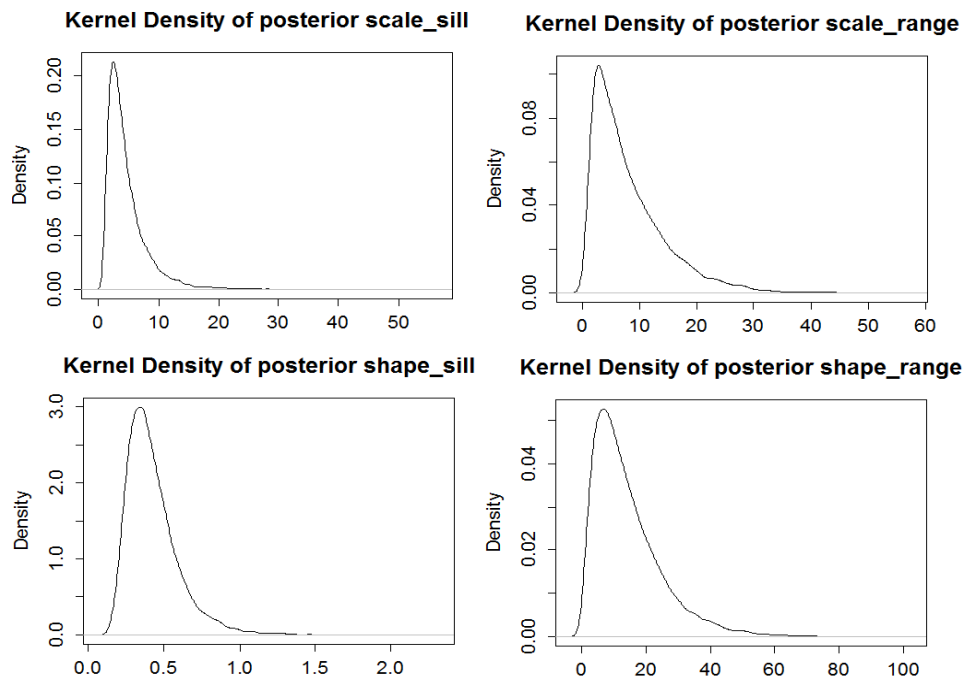 Kernel Density of posterior scale_sill
Density
0.00 0.05 0.10 0.15 0.20
0 10 20 30 40 50
Kernel Density of posterior scale_range
Density
0.00 0.04 0.08
0 10 20 30 40 50 60
Kernel Density of posterior shape_sill
Density
0.0 1.0 2.0 3.0
0.0 0.5 1.0 1.5 2.0
Kernel Density of posterior shape_range
Density
0.00 0.02 0.04
0 20 40 60 80 100